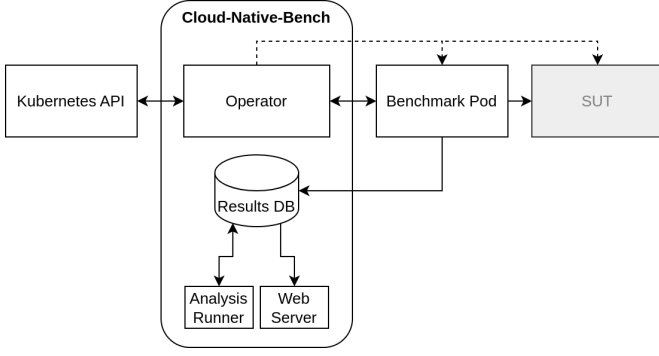 Cloud-Native-Bench
Kubernetes API
Operator
Benchmark Pod
SUT
Results DB
Analysis
Runner
Web
Server